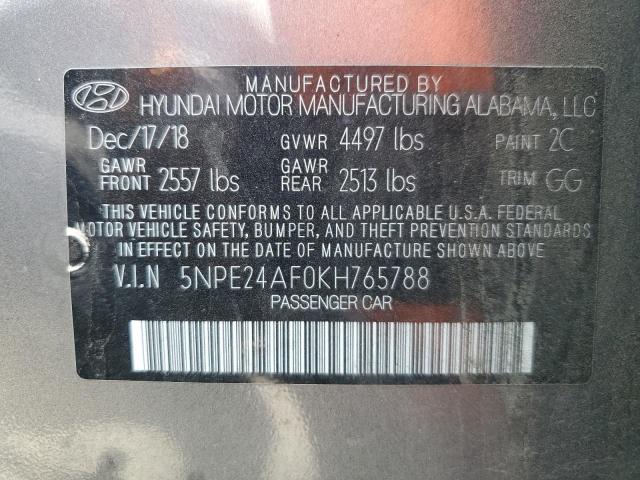 MANUFACTURED BY
HYUNDAI MOTOR MANUFACTURING ALABAMA, LLC
Dec/17/18 GVWR 4497 lbs PAINT 2C
GAWR FRONT 2557 lbs GAWR REAR 2513 lbs TRIM GG
THIS VEHICLE CONFORMS TO ALL APPLICABLE U.S.A. FEDERAL
MOTOR VEHICLE SAFETY, BUMPER, AND THEFT PREVENTION STANDARDS
IN EFFECT ON THE DATE OF MANUFACTURE SHOWN ABOVE.
V.I.N 5NPE24AF0KH765788
PASSENGER CAR